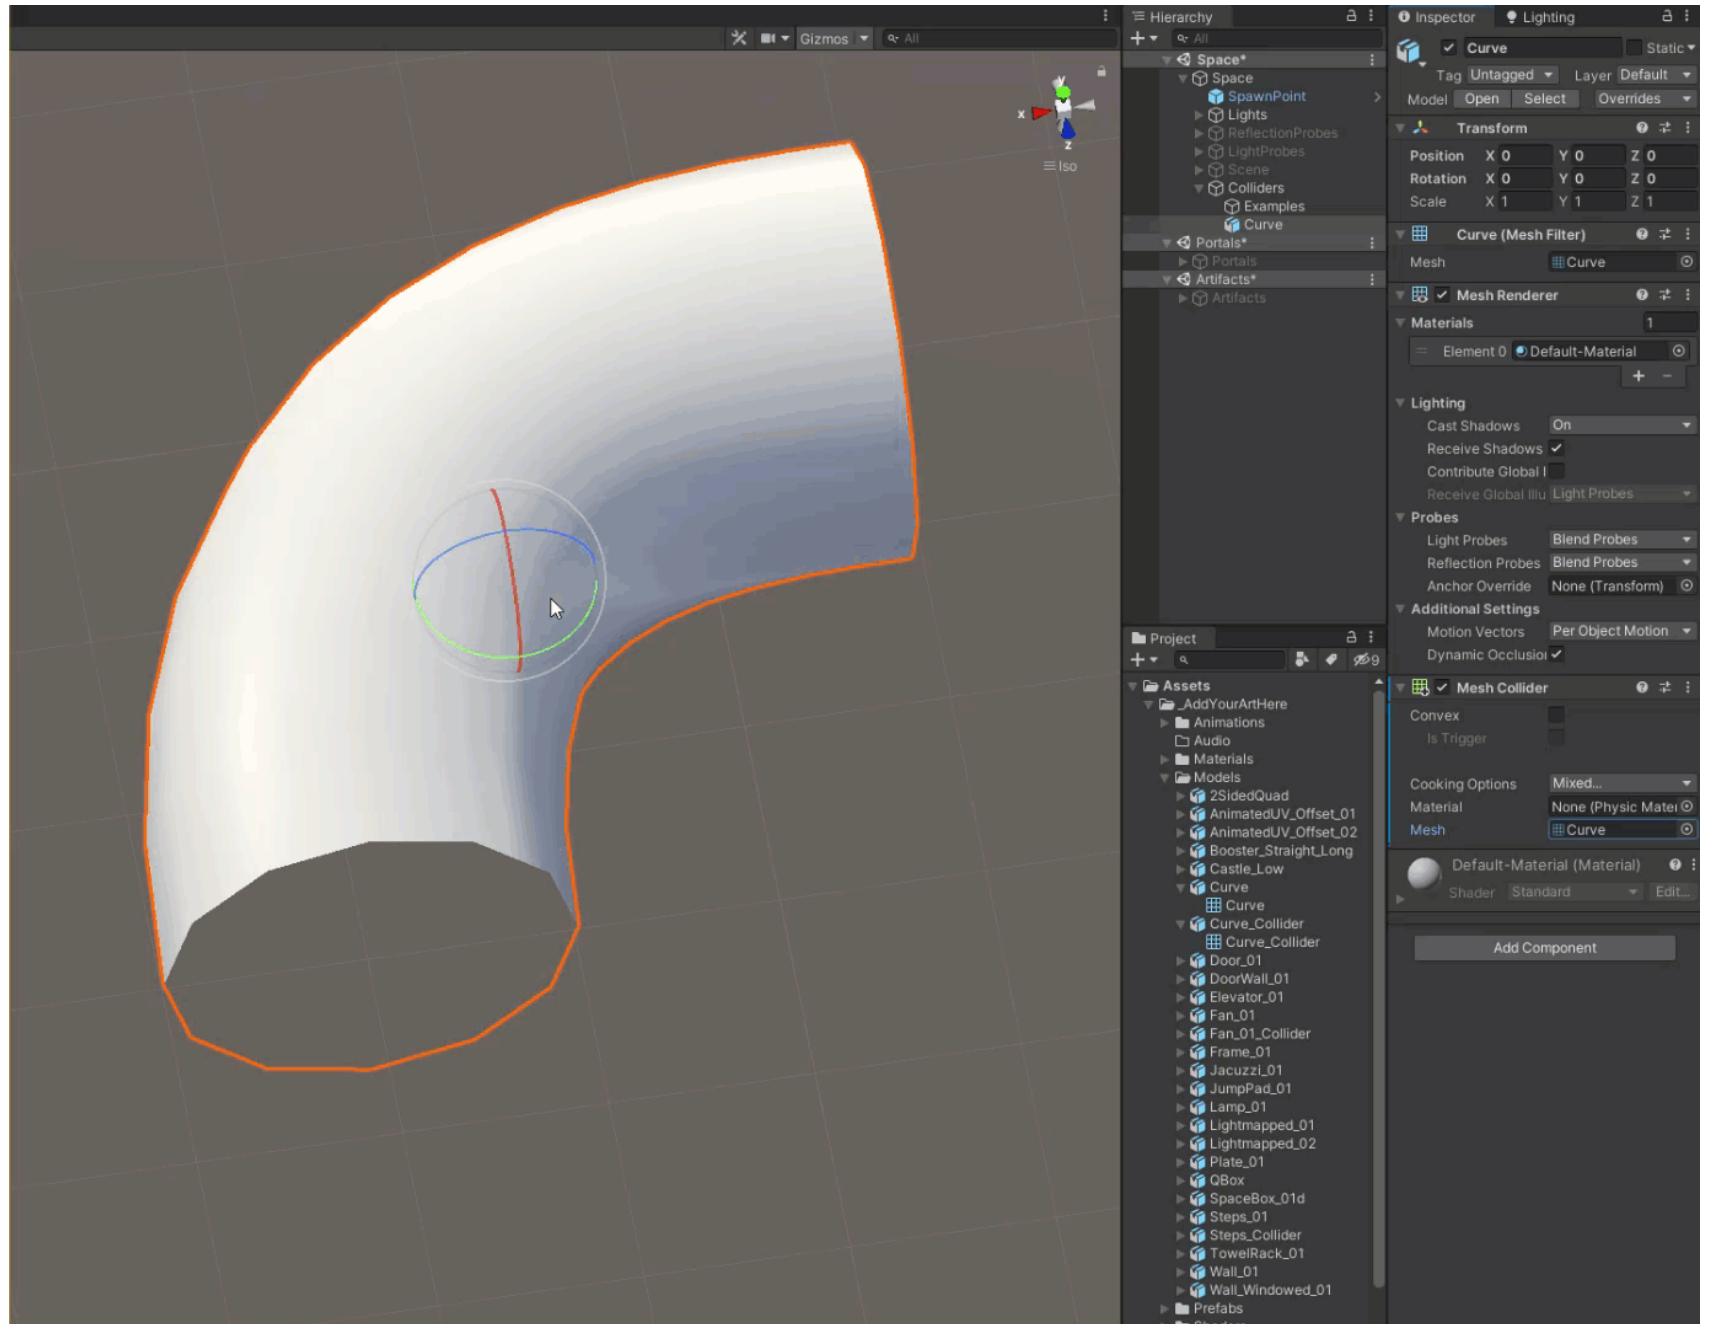 Gizmos
All
y
x
z
Iso
Hierarchy
All
Space*
Space
SpawnPoint
Lights
ReflectionProbes
LightProbes
Scene
Colliders
Examples
Curve
Portals*
Portals
Artifacts*
Artifacts
Project
9
Assets
_AddYourArtHere
Animations
Audio
Materials
Models
2SidedQuad
AnimatedUV_Offset_01
AnimatedUV_Offset_02
Booster_Straight_Long
Castle_Low
Curve
Curve
Curve_Collider
Curve_Collider
Door_01
DoorWall_01
Elevator_01
Fan_01
Fan_01_Collider
Frame_01
Jacuzzi_01
JumpPad_01
Lamp_01
Lightmapped_01
Lightmapped_02
Plate_01
QBox
SpaceBox_01d
Steps_01
Steps_Collider
TowelRack_01
Wall_01
Wall_Windowed_01
Prefabs
Inspector Lighting
Curve Static
Tag Untagged Layer Default
Model Open Select Overrides
Transform
Position X 0 Y 0 Z 0
Rotation X 0 Y 0 Z 0
Scale X 1 Y 1 Z 1
Curve (Mesh Filter)
Mesh Curve
Mesh Renderer
Materials 1
Element 0 Default-Material
+ −
Lighting
Cast Shadows On
Receive Shadows
Contribute Global I
Receive Global Illu Light Probes
Probes
Light Probes Blend Probes
Reflection Probes Blend Probes
Anchor Override None (Transform)
Additional Settings
Motion Vectors Per Object Motion
Dynamic Occlusion
Mesh Collider
Convex
Is Trigger
Cooking Options Mixed...
Material None (Physic Mater
Mesh Curve
Default-Material (Material)
Shader Standard Edit...
Add Component